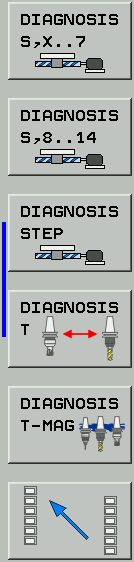 DIAGNOSIS
S,X..7
DIAGNOSIS
S,8..14
DIAGNOSIS
STEP
DIAGNOSIS
T
DIAGNOSIS
T-MAG